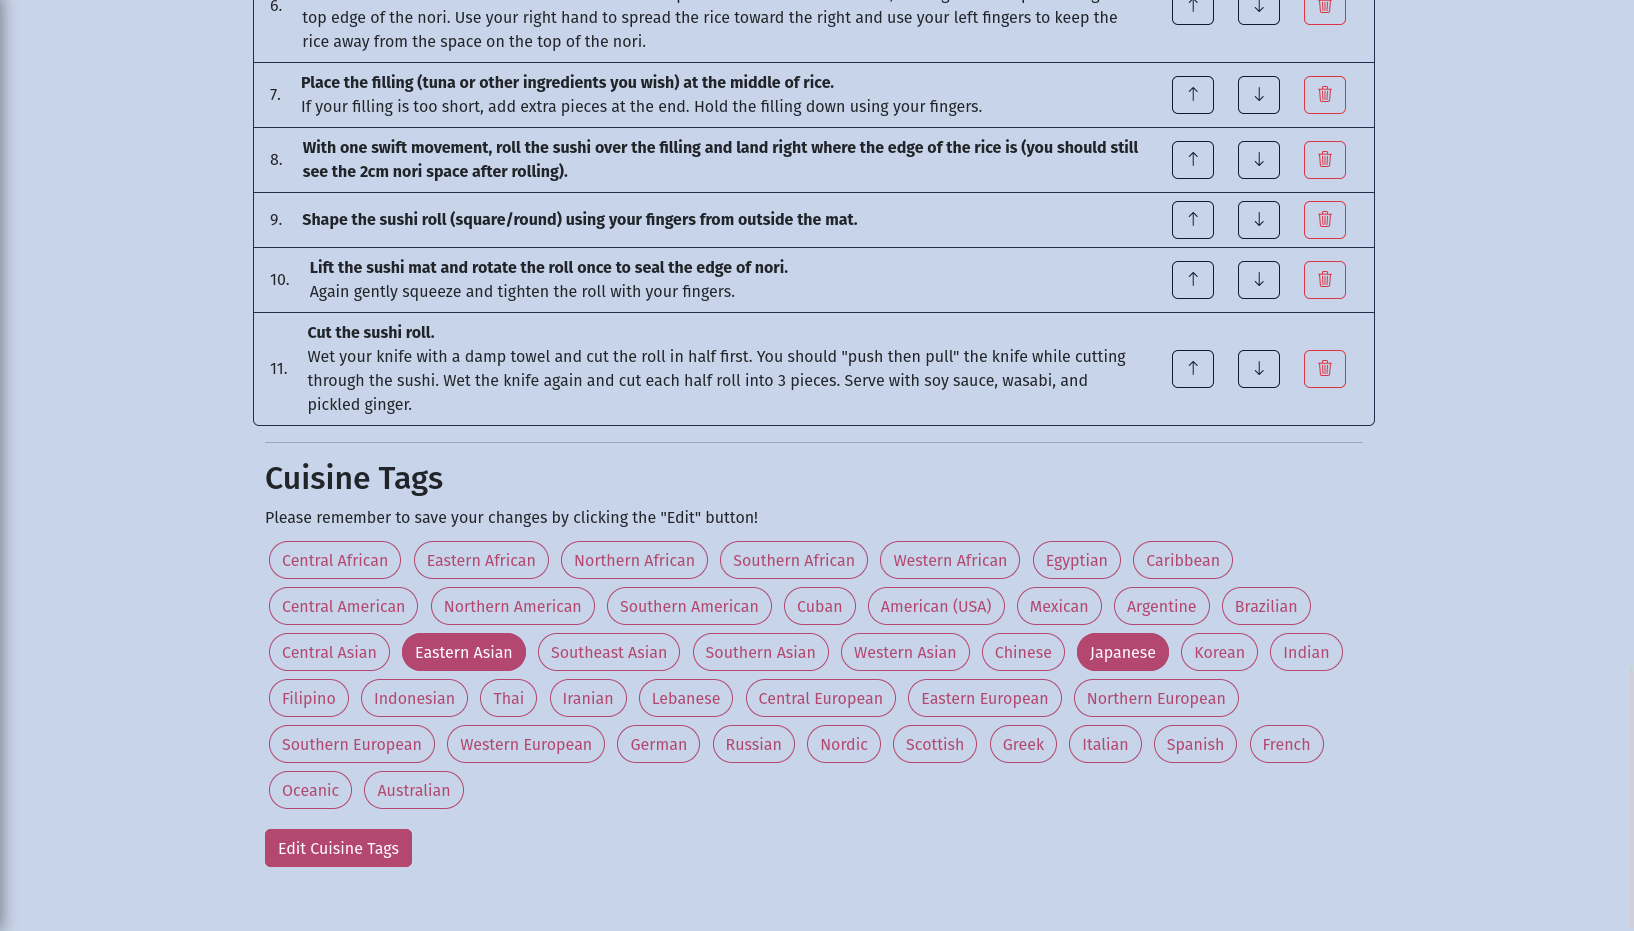 6.
top edge of the nori. Use your right hand to spread the rice toward the right and use your left fingers to keep the
rice away from the space on the top of the nori.
7.
Place the filling (tuna or other ingredients you wish) at the middle of rice.
If your filling is too short, add extra pieces at the end. Hold the filling down using your fingers.
8.
With one swift movement, roll the sushi over the filling and land right where the edge of the rice is (you should still
see the 2cm nori space after rolling).
9.
Shape the sushi roll (square/round) using your fingers from outside the mat.
10.
Lift the sushi mat and rotate the roll once to seal the edge of nori.
Again gently squeeze and tighten the roll with your fingers.
11.
Cut the sushi roll.
Wet your knife with a damp towel and cut the roll in half first. You should "push then pull" the knife while cutting
through the sushi. Wet the knife again and cut each half roll into 3 pieces. Serve with soy sauce, wasabi, and
pickled ginger.
Cuisine Tags
Please remember to save your changes by clicking the "Edit" button!
Central African Eastern African Northern African Southern African Western African Egyptian Caribbean
Central American Northern American Southern American Cuban American (USA) Mexican Argentine Brazilian
Central Asian Eastern Asian Southeast Asian Southern Asian Western Asian Chinese Japanese Korean Indian
Filipino Indonesian Thai Iranian Lebanese Central European Eastern European Northern European
Southern European Western European German Russian Nordic Scottish Greek Italian Spanish French
Oceanic Australian
Edit Cuisine Tags